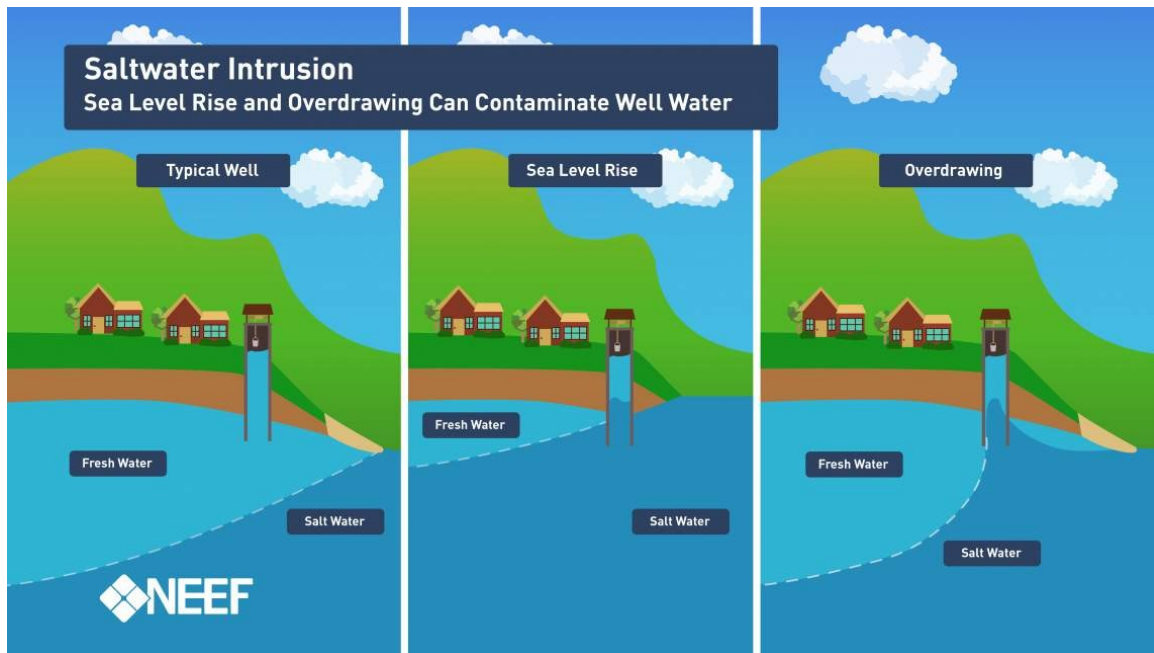 Saltwater Intrusion
Sea Level Rise and Overdrawing Can Contaminate Well Water
Typical Well
Sea Level Rise
Overdrawing
Fresh Water
Salt Water
Fresh Water
Salt Water
Fresh Water
Salt Water
NEEF